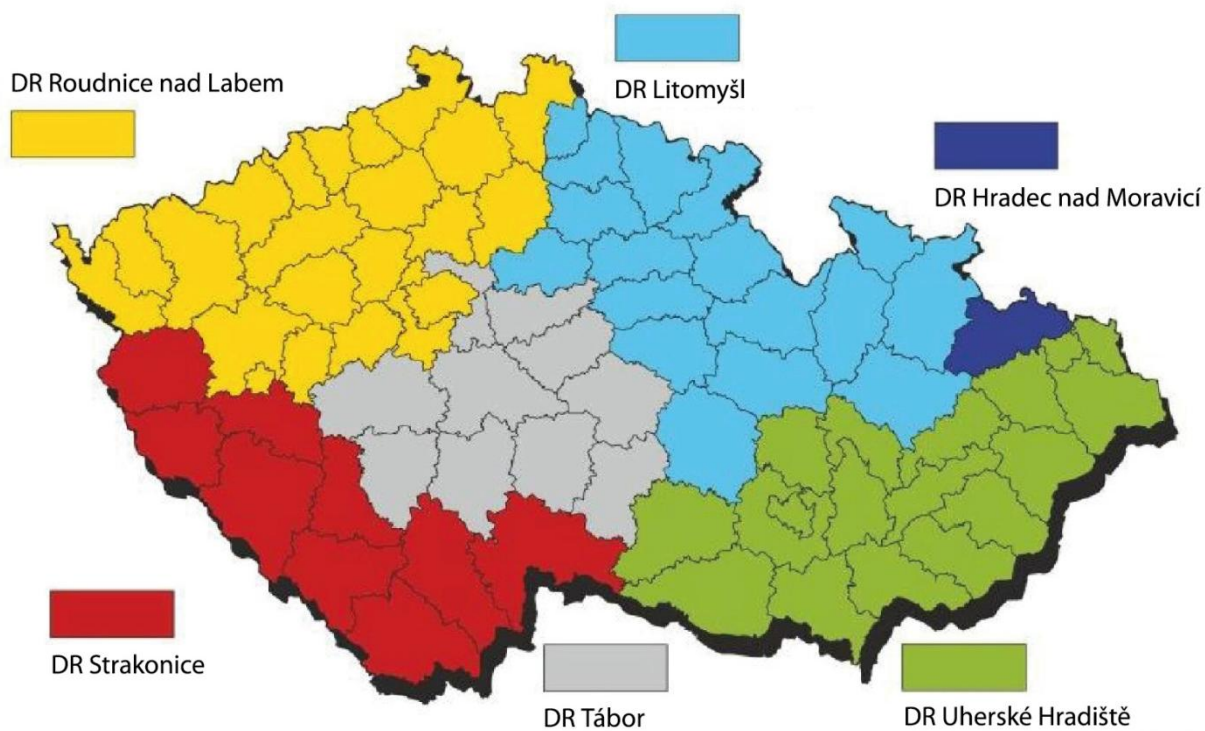 DR Litomyšl
DR Roudnice nad Labem
DR Hradec nad Moravicí
DR Strakonice
DR Tábor
DR Uherské Hradiště